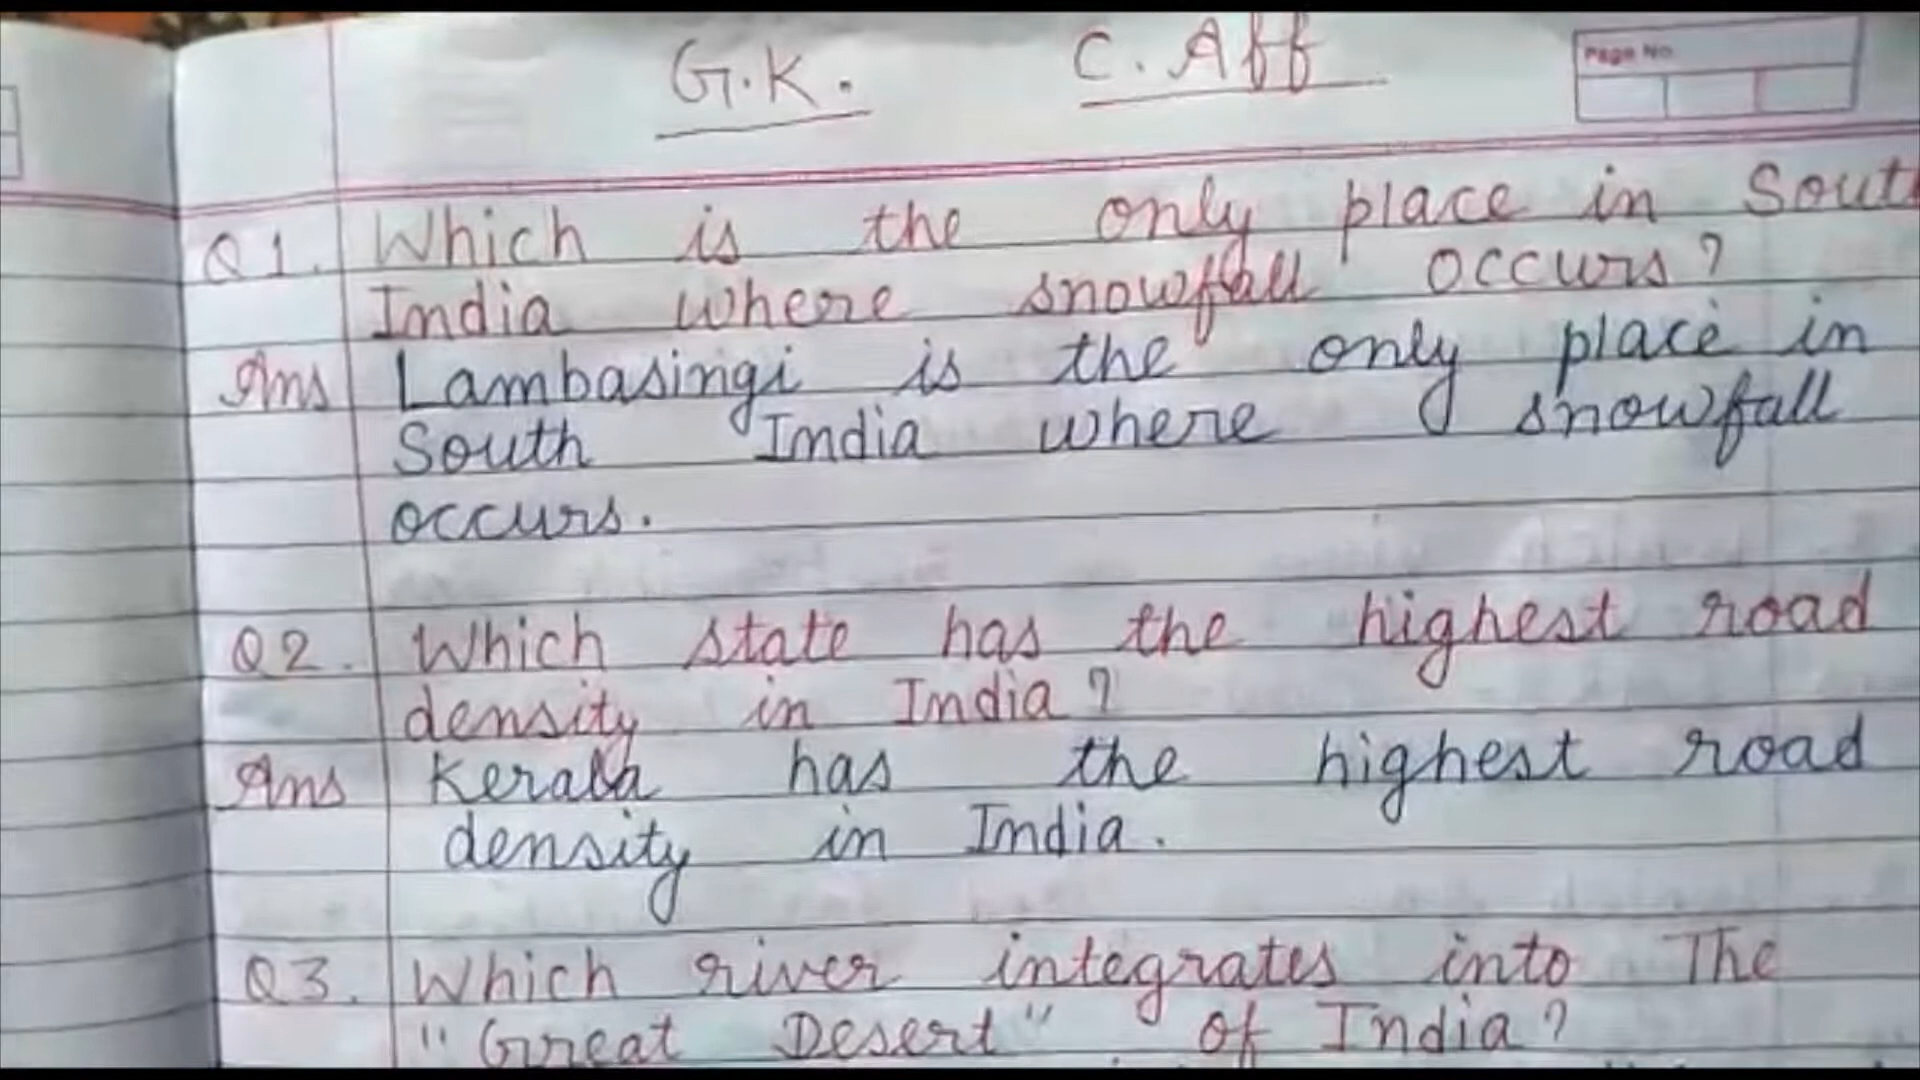 G.K. C. Aff
Page No.
Q1. Which is the only place in South
India where snowfall occurs?
Ans Lambasingi is the only place in
South India where snowfall
occurs.
Q2. Which state has the highest road
density in India?
Ans Kerala has the highest road
density in India.
Q3. Which river integrates into The
"Great Desert" of India?